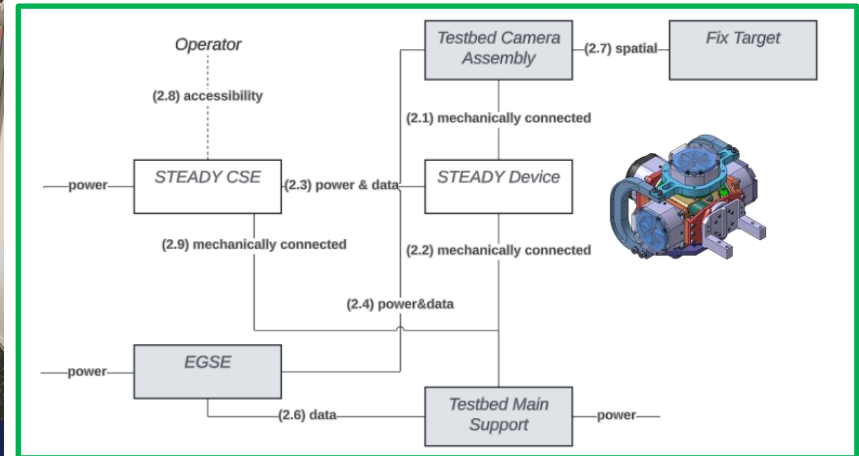 Operator
Testbed Camera
Assembly
(2.7) spatial
Fix Target
(2.8) accessibility
(2.1) mechanically connected
power
STEADY CSE
(2.3) power & data
STEADY Device
(2.9) mechanically connected
(2.2) mechanically connected
(2.4) power&data
EGSE
power
(2.6) data
Testbed Main
Support
power